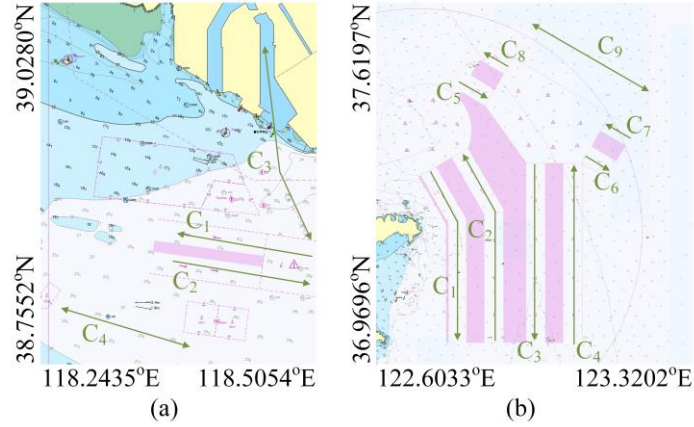 39.0280°N
38.7552°N
118.2435°E
118.5054°E
C1
C2
C3
C4
(a)
37.6197°N
36.9696°N
122.6033°E
123.3202°E
C8
C9
C5
C7
C6
C2
C1
C3
C4
(b)